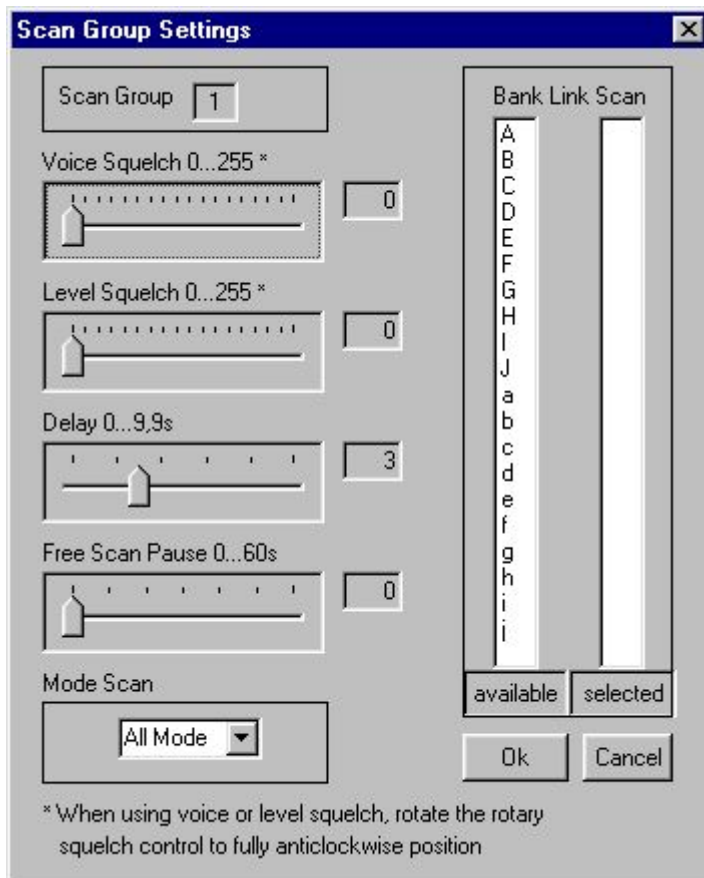 Scan Group Settings
Scan Group 1
Voice Squelch 0...255 *
0
Level Squelch 0...255 *
0
Delay 0...9,9s
3
Free Scan Pause 0...60s
0
Mode Scan
All Mode
Bank Link Scan
A
B
C
D
E
F
G
H
I
J
a
b
c
d
e
f
g
h
i
j
available selected
Ok Cancel
* When using voice or level squelch, rotate the rotary
squelch control to fully anticlockwise position